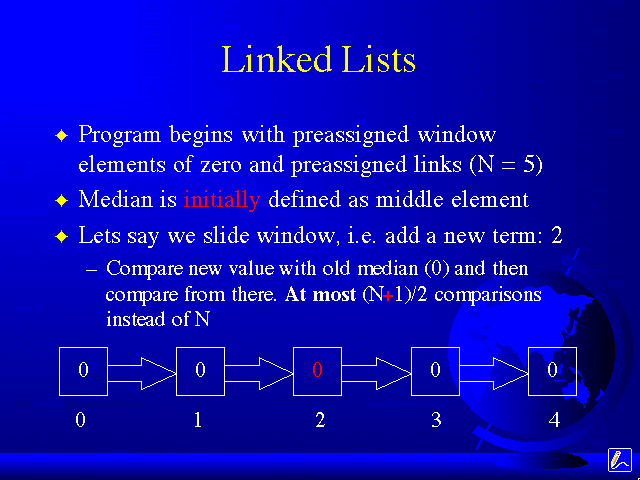 Linked Lists
✦ Program begins with preassigned window
elements of zero and preassigned links (N = 5)
✦ Median is initially defined as middle element
✦ Lets say we slide window, i.e. add a new term: 2
– Compare new value with old median (0) and then
compare from there. At most (N+1)/2 comparisons
instead of N
0 0 0 0 0
0 1 2 3 4